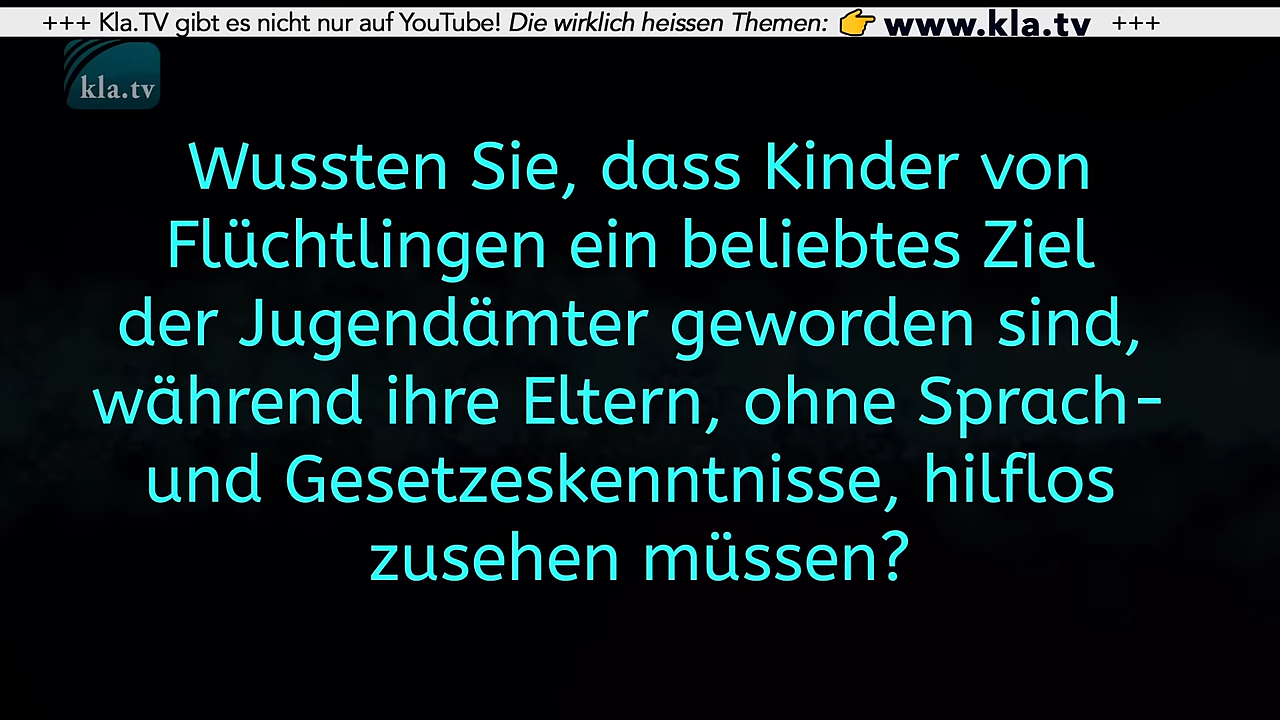 +++ Kla.TV gibt es nicht nur auf YouTube! Die wirklich heissen Themen: 👉 www.kla.tv +++
kla.tv
Wussten Sie, dass Kinder von
Flüchtlingen ein beliebtes Ziel
der Jugendämter geworden sind,
während ihre Eltern, ohne Sprach-
und Gesetzeskenntnisse, hilflos
zusehen müssen?